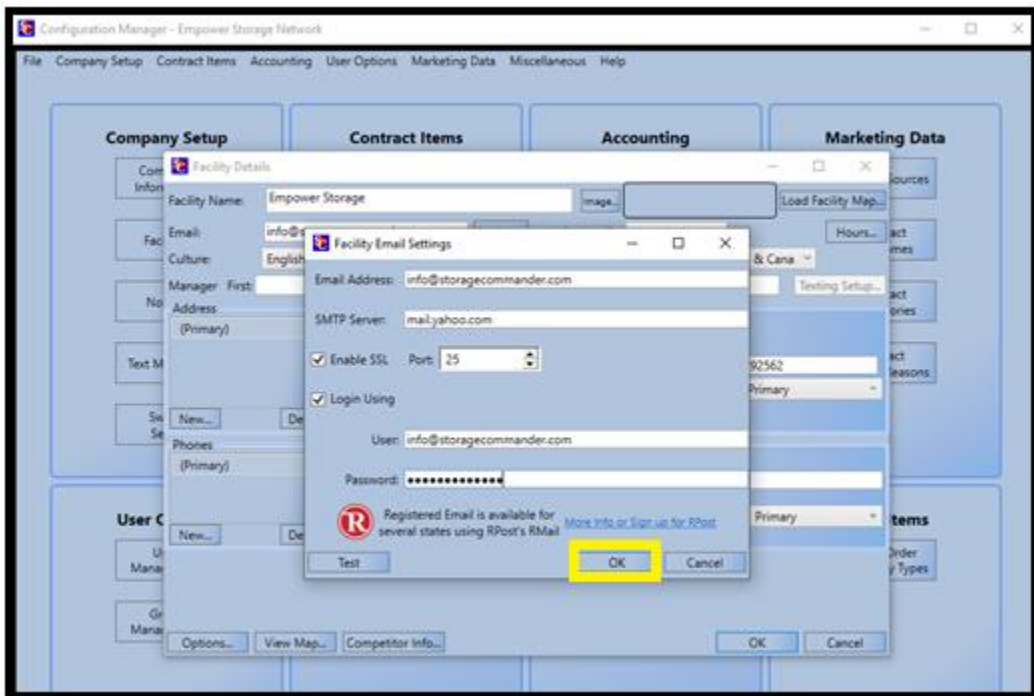 Configuration Manager - Empower Storage Network
File Company Setup Contract Items Accounting User Options Marketing Data Miscellaneous Help
Company Setup Contract Items Accounting Marketing Data
Facility Details
Facility Name: Empower Storage Image... Load Facility Map...
Email: Hours...
Culture: English & Cana
Manager First: Texting Setup...
Address
(Primary)
92562
Primary
New...
Phones
(Primary)
Primary
New...
Options... View Map... Competitor Info... OK Cancel
Facility Email Settings
Email Address: info@storagecommander.com
SMTP Server: mail:yahoo.com
Enable SSL Port: 25
Login Using
User: info@storagecommander.com
Password:
Registered Email is available for
several states using RPost's RMail
More Info or Sign up for RPost
Test OK Cancel